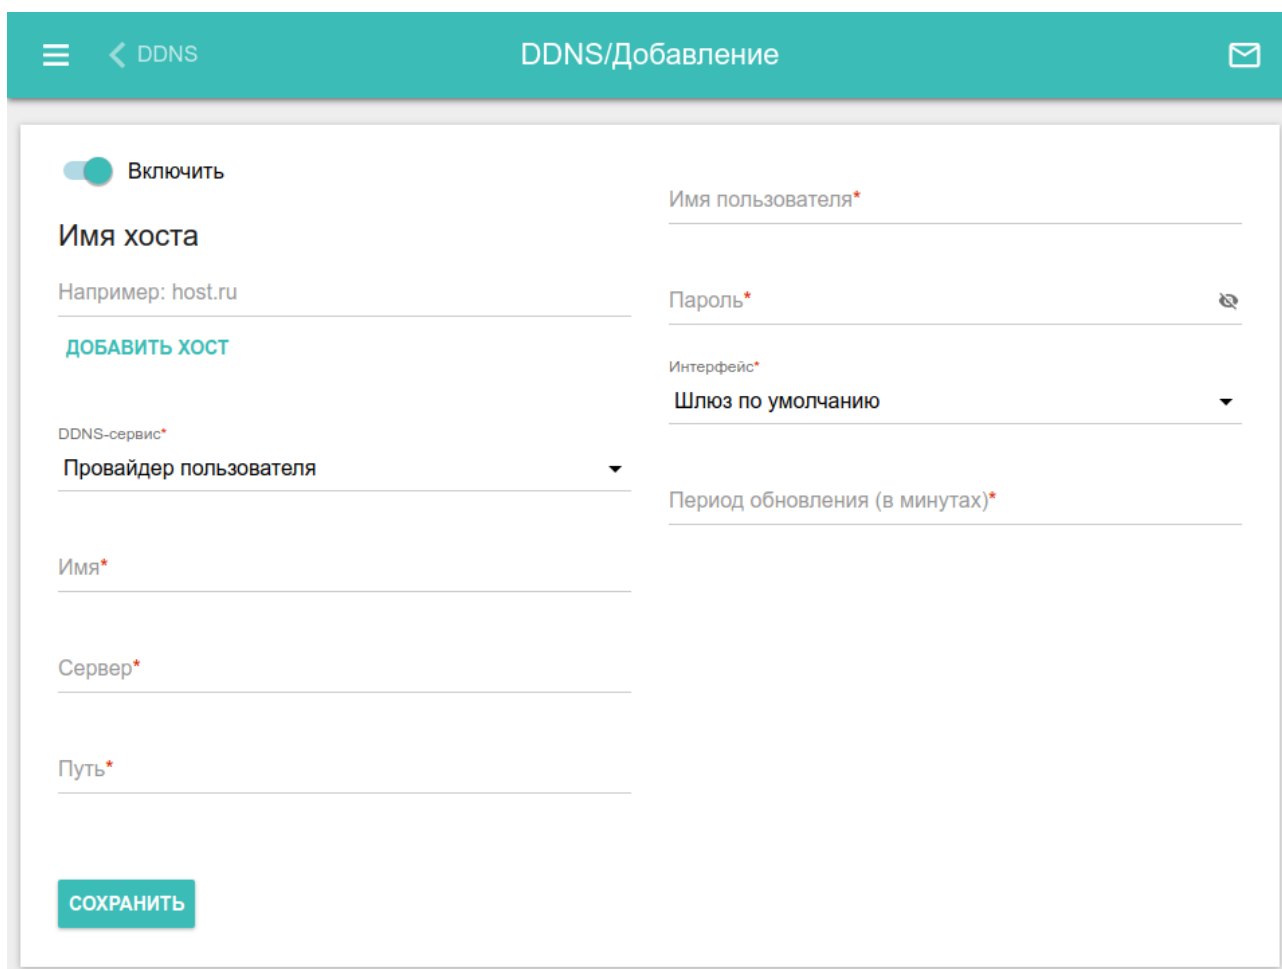 DDNS
DDNS/Добавление
Включить
Имя хоста
Например: host.ru
ДОБАВИТЬ ХОСТ
DDNS-сервис*
Провайдер пользователя
Имя*
Сервер*
Путь*
СОХРАНИТЬ
Имя пользователя*
Пароль*
Интерфейс*
Шлюз по умолчанию
Период обновления (в минутах)*